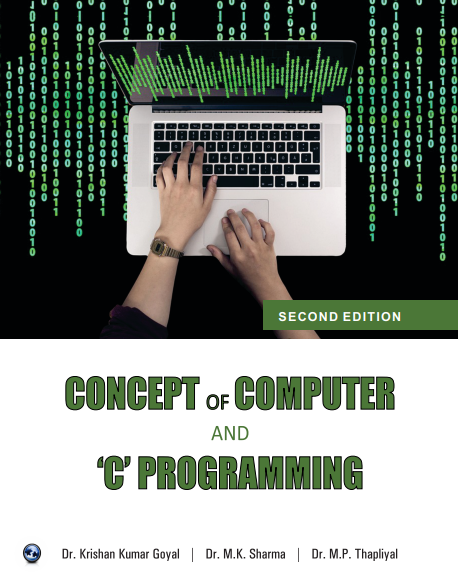 SECOND EDITION
CONCEPT OF COMPUTER
AND
‘C’ PROGRAMMING
Dr. Krishan Kumar Goyal | Dr. M.K. Sharma | Dr. M.P. Thapliyal